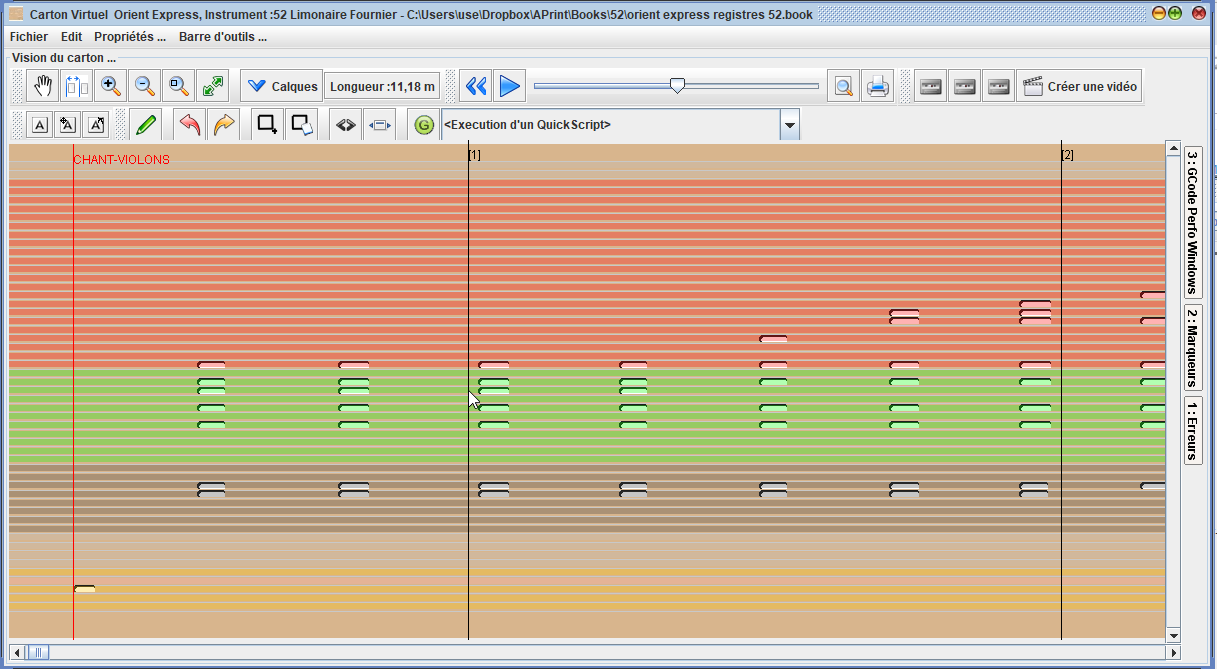 Carton Virtuel  Orient Express, Instrument :52 Limonaire Fournier - C:\Users\use\Dropbox\APrint\Books\52\orient express registres 52.book
Fichier Edit Propriétés ... Barre d'outils ...
Vision du carton ...
Calques Longueur :11,18 m Créer une vidéo
A A A G <Execution d'un QuickScript>
CHANT-VIOLONS [1] [2]
3 : GCode Perfo Windows
2 : Marqueurs
1 : Erreurs